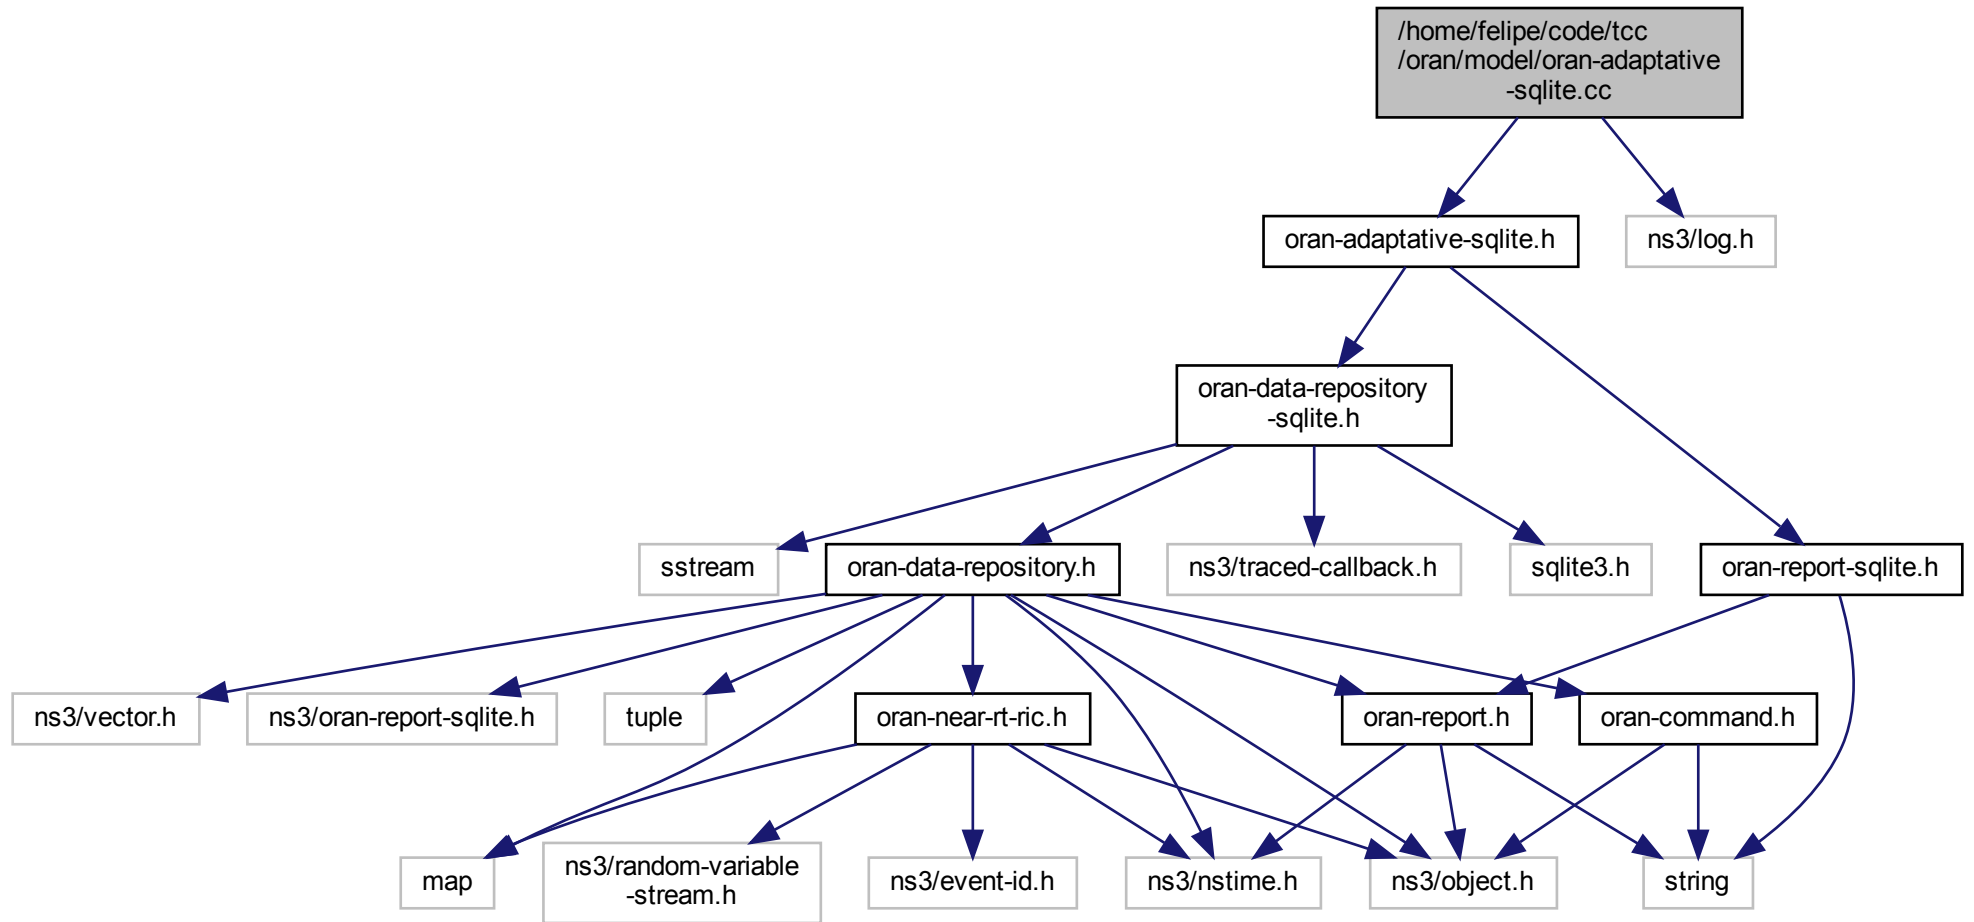 /home/felipe/code/tcc
/oran/model/oran-adaptative
-sqlite.cc
oran-adaptative-sqlite.h
ns3/log.h
oran-data-repository
-sqlite.h
sstream
oran-data-repository.h
ns3/traced-callback.h
sqlite3.h
oran-report-sqlite.h
ns3/vector.h
ns3/oran-report-sqlite.h
tuple
oran-near-rt-ric.h
oran-report.h
oran-command.h
map
ns3/random-variable
-stream.h
ns3/event-id.h
ns3/nstime.h
ns3/object.h
string